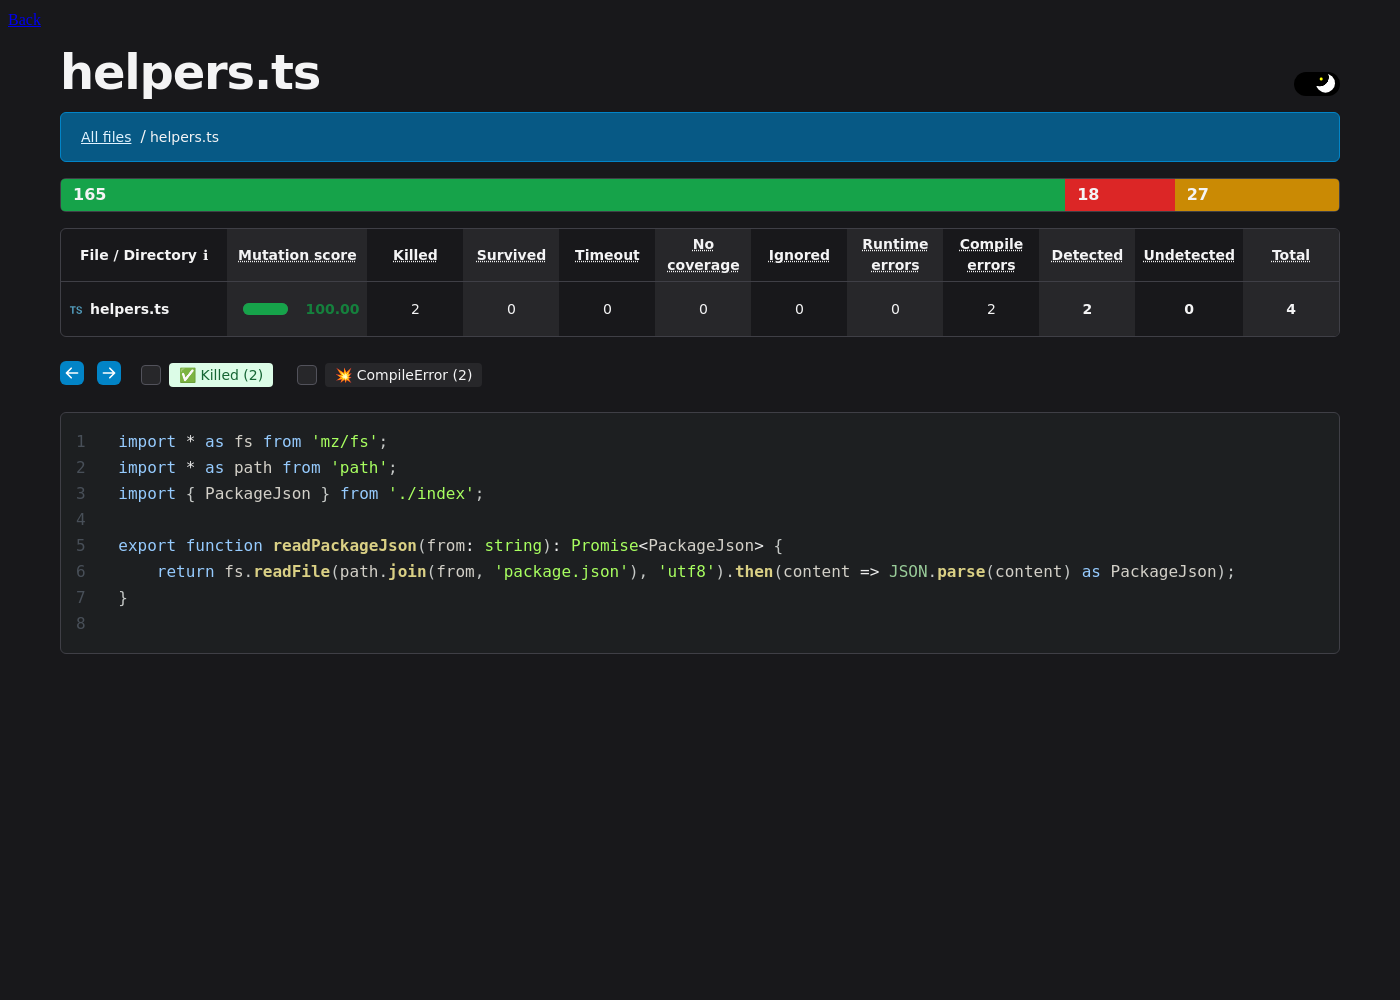 Back
helpers.ts
All files / helpers.ts
165 18 27
File / Directory ℹ Mutation score Killed Survived Timeout No coverage Ignored Runtime errors Compile errors Detected Undetected Total
TS helpers.ts 100.00 2 0 0 0 0 0 2 2 0 4
✅ Killed (2) 💥 CompileError (2)
1 import * as fs from 'mz/fs';
2 import * as path from 'path';
3 import { PackageJson } from './index';
4
5 export function readPackageJson(from: string): Promise<PackageJson> {
6     return fs.readFile(path.join(from, 'package.json'), 'utf8').then(content => JSON.parse(content) as PackageJson);
7 }
8